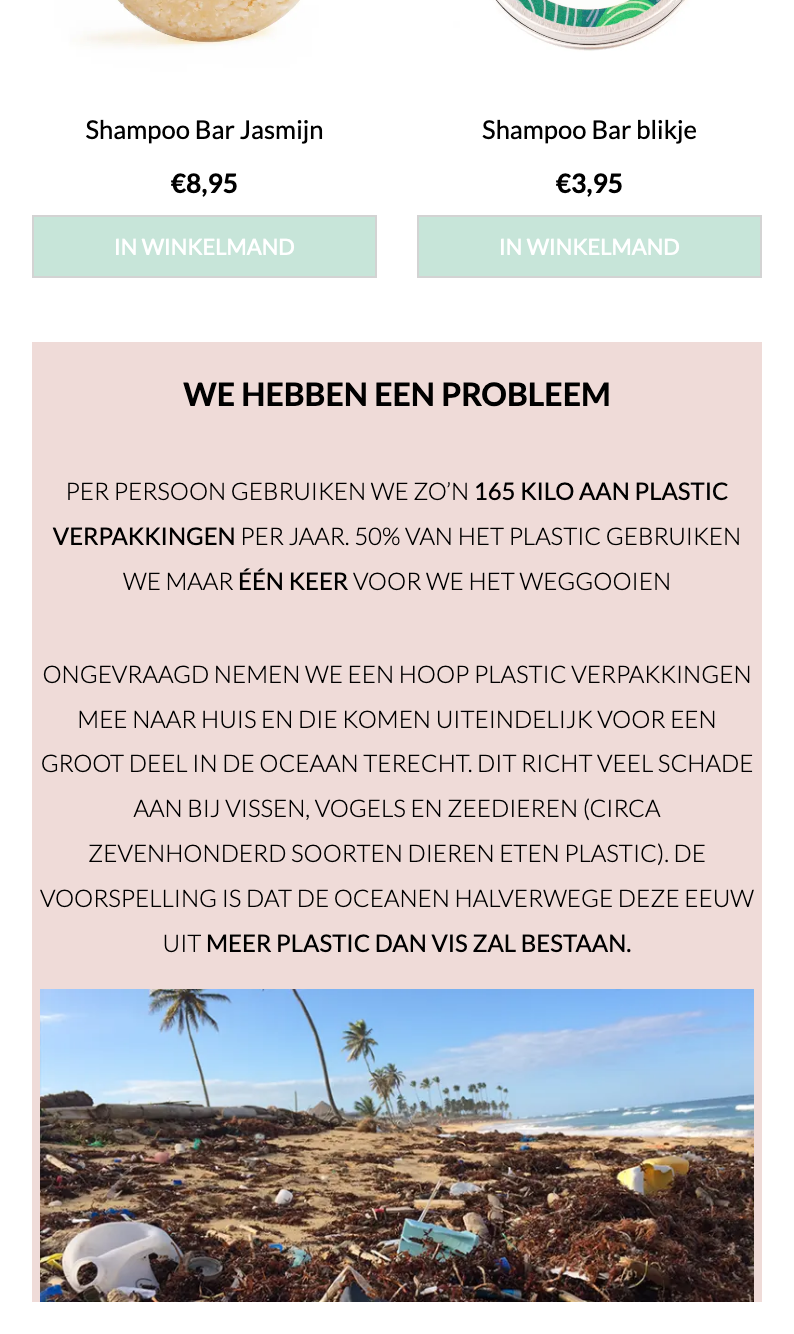 Shampoo Bar Jasmijn
Shampoo Bar blikje
€8,95
€3,95
IN WINKELMAND
IN WINKELMAND
WE HEBBEN EEN PROBLEEM
PER PERSOON GEBRUIKEN WE ZO’N 165 KILO AAN PLASTIC
VERPAKKINGEN PER JAAR. 50% VAN HET PLASTIC GEBRUIKEN
WE MAAR ÉÉN KEER VOOR WE HET WEGGOOIEN
ONGEVRAAGD NEMEN WE EEN HOOP PLASTIC VERPAKKINGEN
MEE NAAR HUIS EN DIE KOMEN UITEINDELIJK VOOR EEN
GROOT DEEL IN DE OCEAAN TERECHT. DIT RICHT VEEL SCHADE
AAN BIJ VISSEN, VOGELS EN ZEEDIEREN (CIRCA
ZEVENHONDERD SOORTEN DIEREN ETEN PLASTIC). DE
VOORSPELLING IS DAT DE OCEANEN HALVERWEGE DEZE EEUW
UIT MEER PLASTIC DAN VIS ZAL BESTAAN.